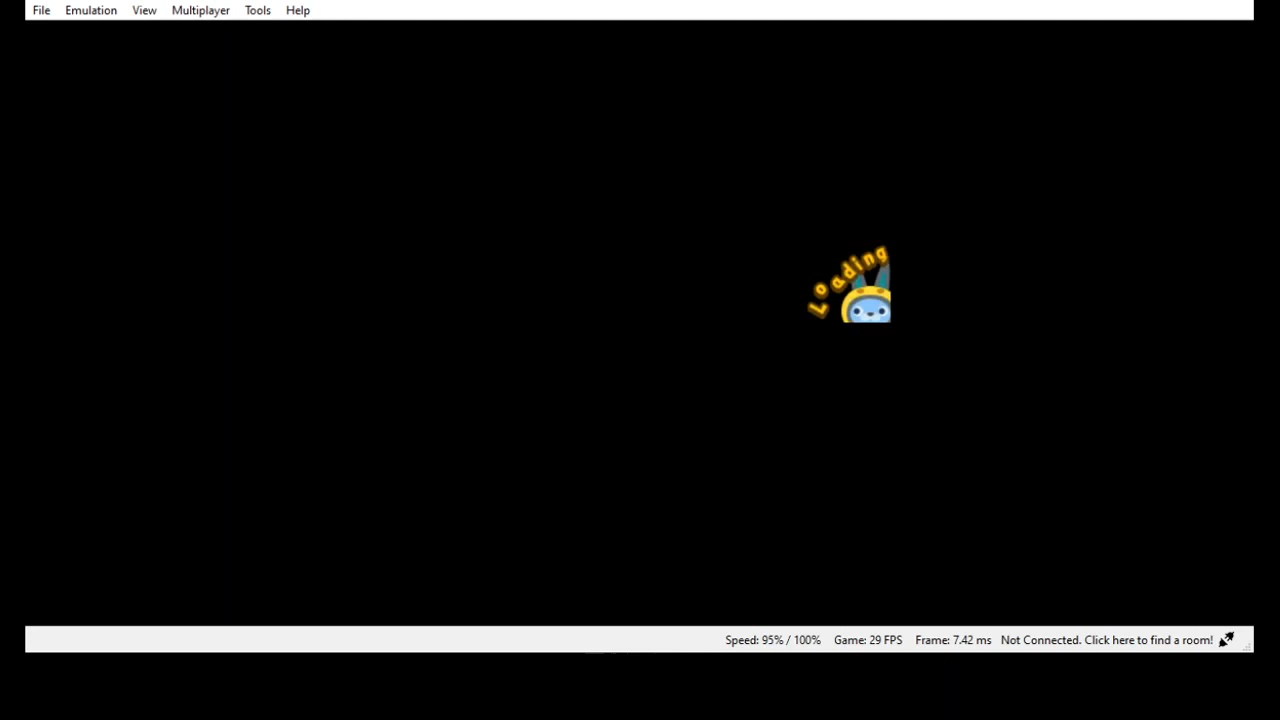 File Emulation View Multiplayer Tools Help
Loading
Speed: 95% / 100% Game: 29 FPS Frame: 7.42 ms Not Connected. Click here to find a room!